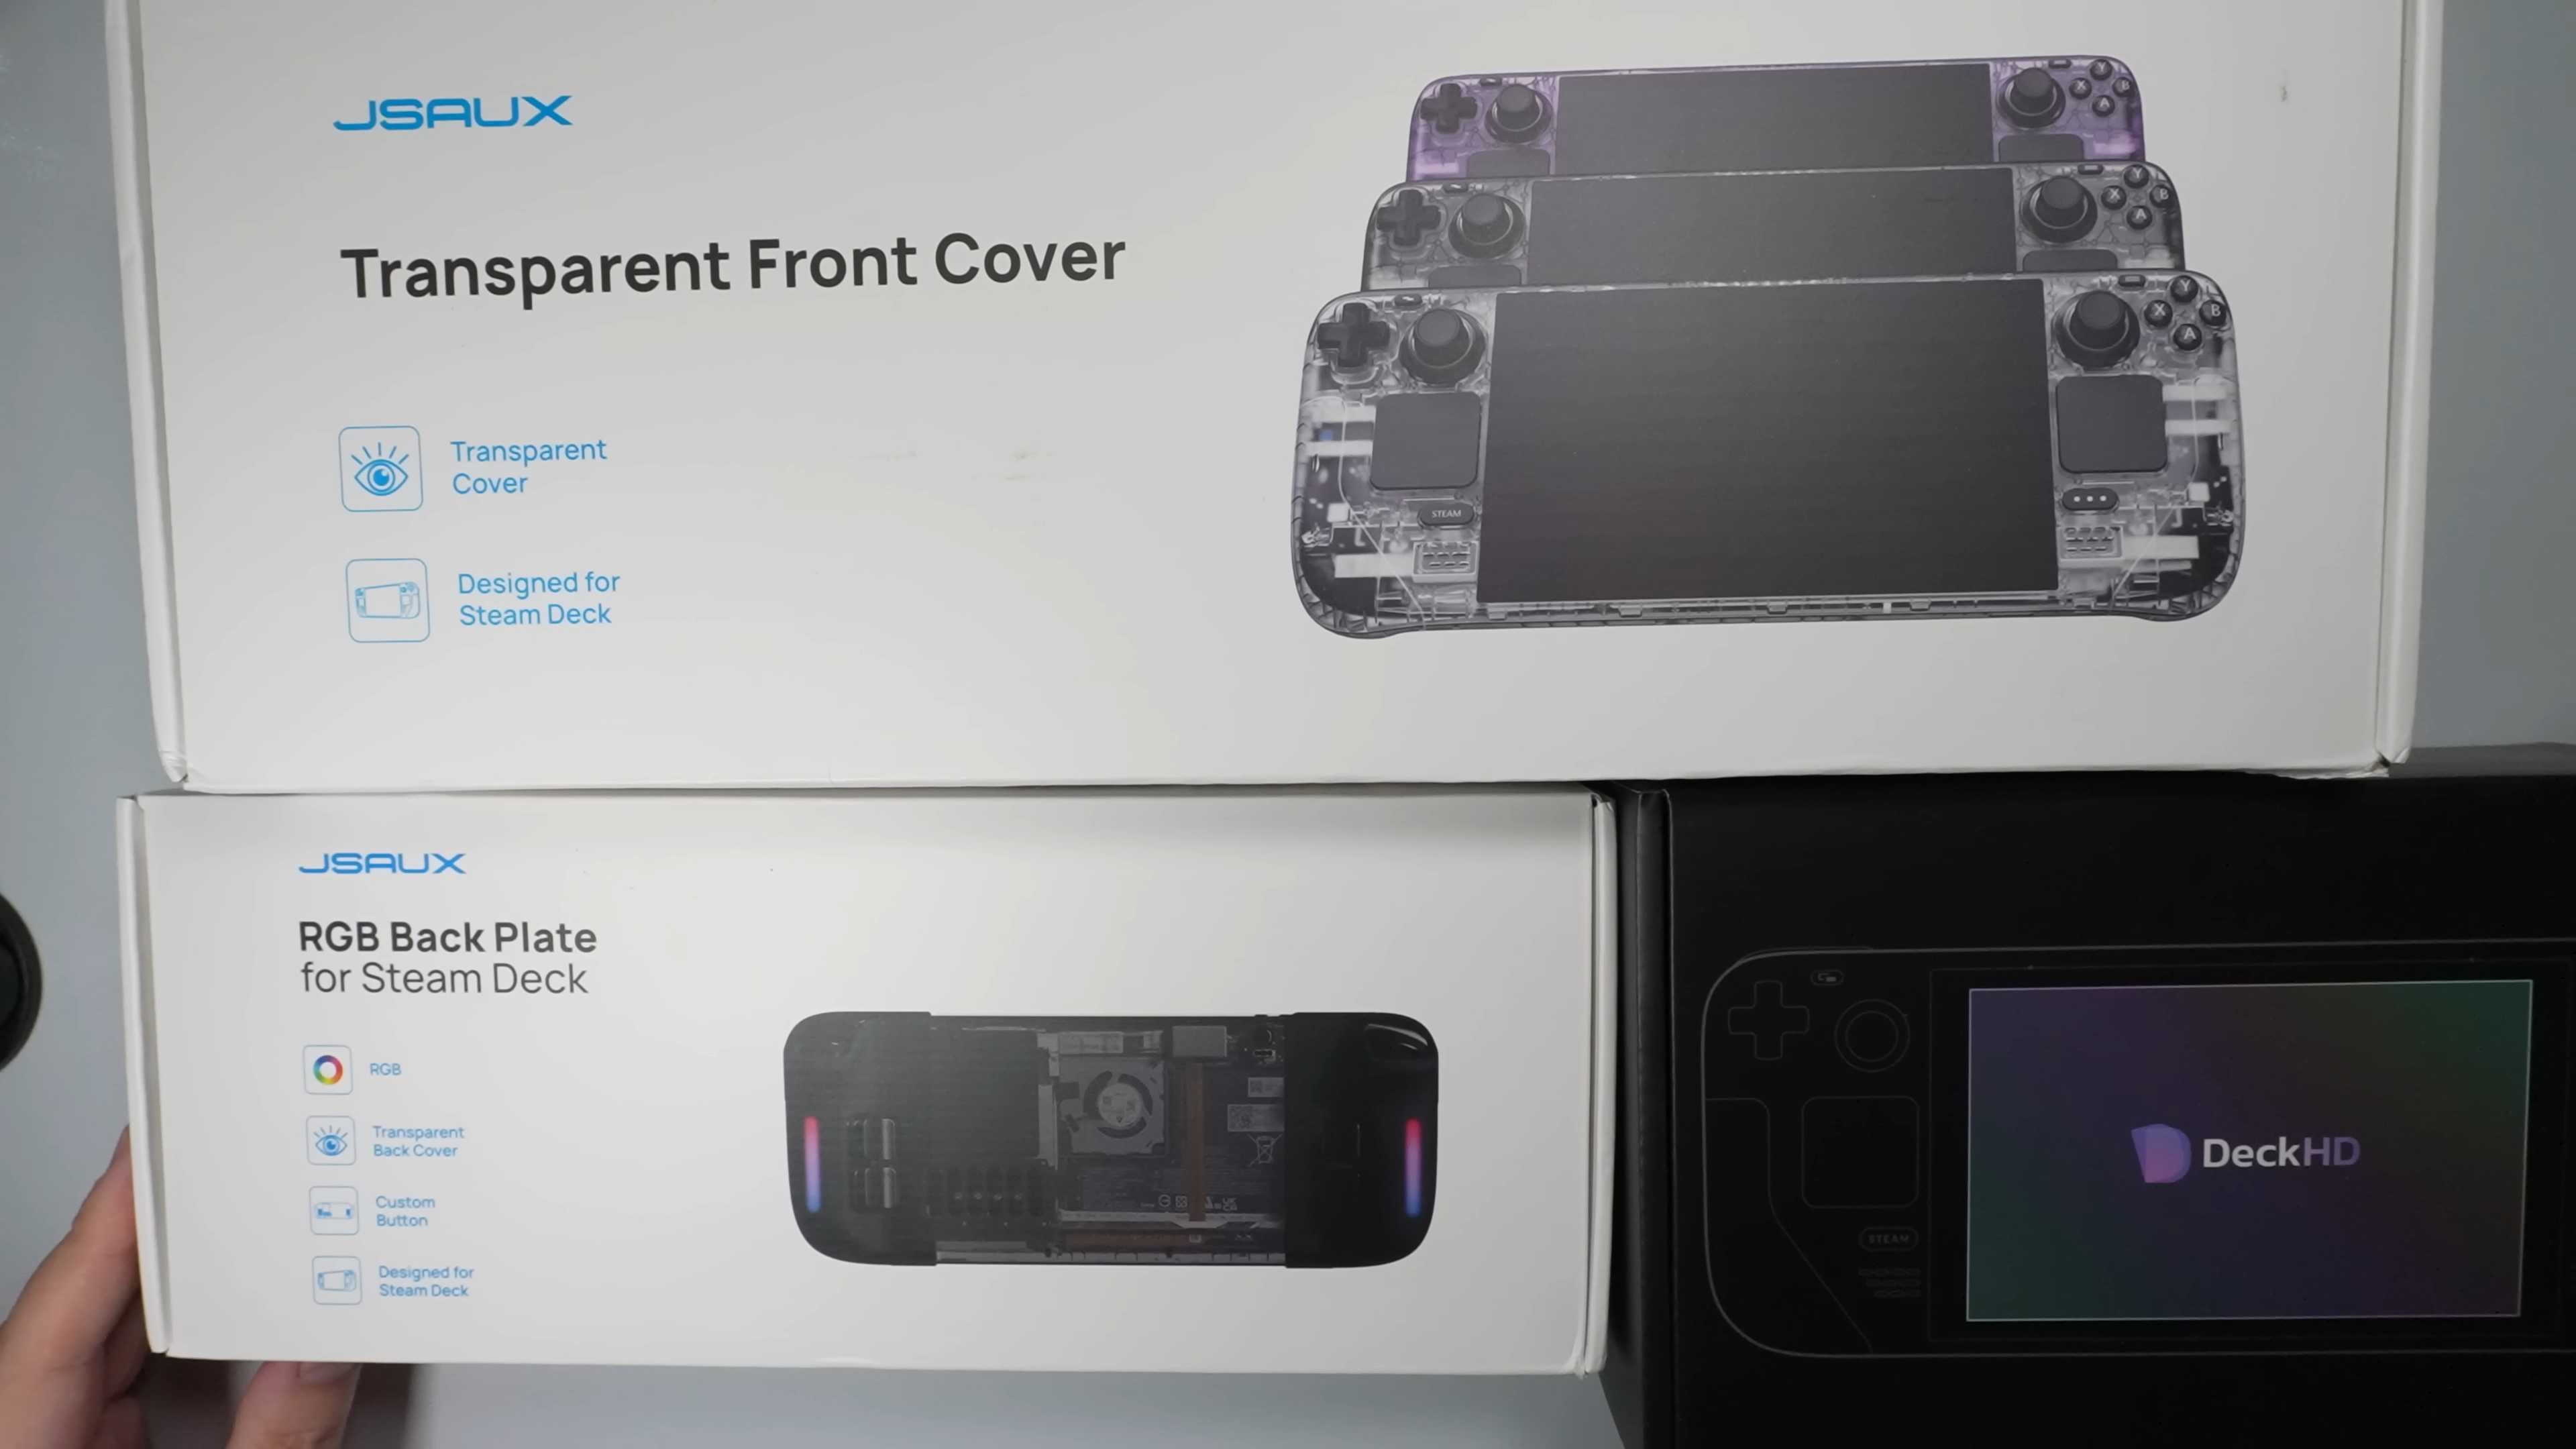 JSAUX
Transparent Front Cover
Transparent
Cover
Designed for
Steam Deck
Y
X
B
A
Y
X
B
A
Y
X
B
A
STEAM
JSAUX
RGB Back Plate
for Steam Deck
RGB
Transparent
Back Cover
Custom
Button
Designed for
Steam Deck
DeckHD
STEAM